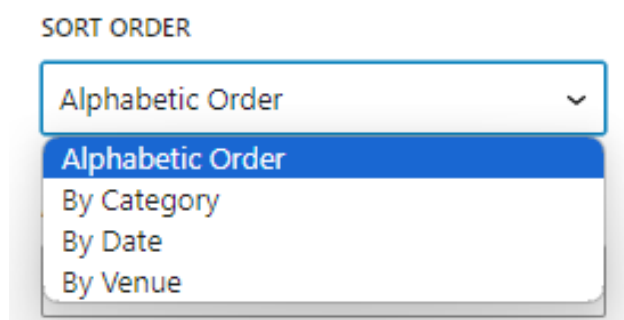 SORT ORDER
Alphabetic Order
Alphabetic Order
By Category
By Date
By Venue